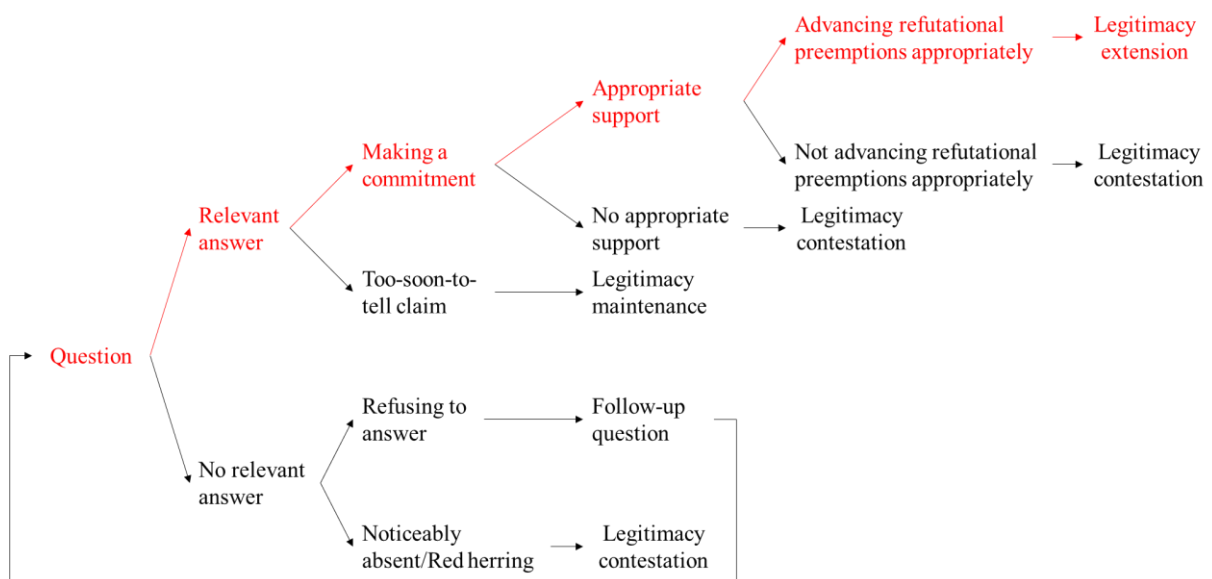 Advancing refutational
preemptions appropriately
Legitimacy
extension
Appropriate
support
Making a
commitment
Not advancing refutational
preemptions appropriately
Legitimacy
contestation
Relevant
answer
No appropriate
support
Legitimacy
contestation
Too-soon-to-
tell claim
Legitimacy
maintenance
Question
Refusing to
answer
Follow-up
question
No relevant
answer
Noticeably
absent/Red herring
Legitimacy
contestation